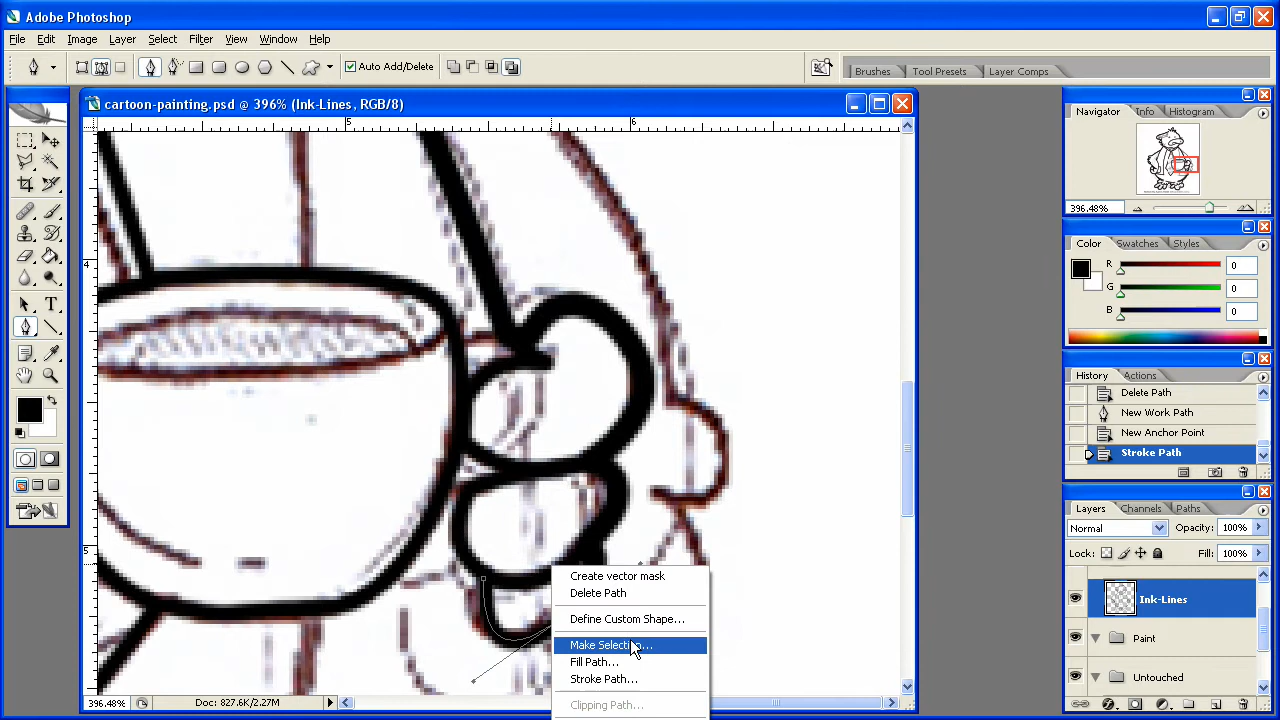 Adobe Photoshop
File Edit Image Layer Select Filter View Window Help
Auto Add/Delete
Brushes Tool Presets Layer Comps
cartoon-painting.psd @ 396% (Ink-Lines, RGB/8)
5 6
4
5
Navigator Info Histogram
396.48%
Color Swatches Styles
R 0
G 0
B 0
History Actions
Delete Path
New Work Path
New Anchor Point
Stroke Path
Layers Channels Paths
Normal Opacity: 100%
Lock: Fill: 100%
Ink-Lines
Paint
Untouched
Create vector mask
Delete Path
Define Custom Shape...
Make Selection...
Fill Path...
Stroke Path...
Clipping Path...
396.48% Doc: 827.6K/2.27M